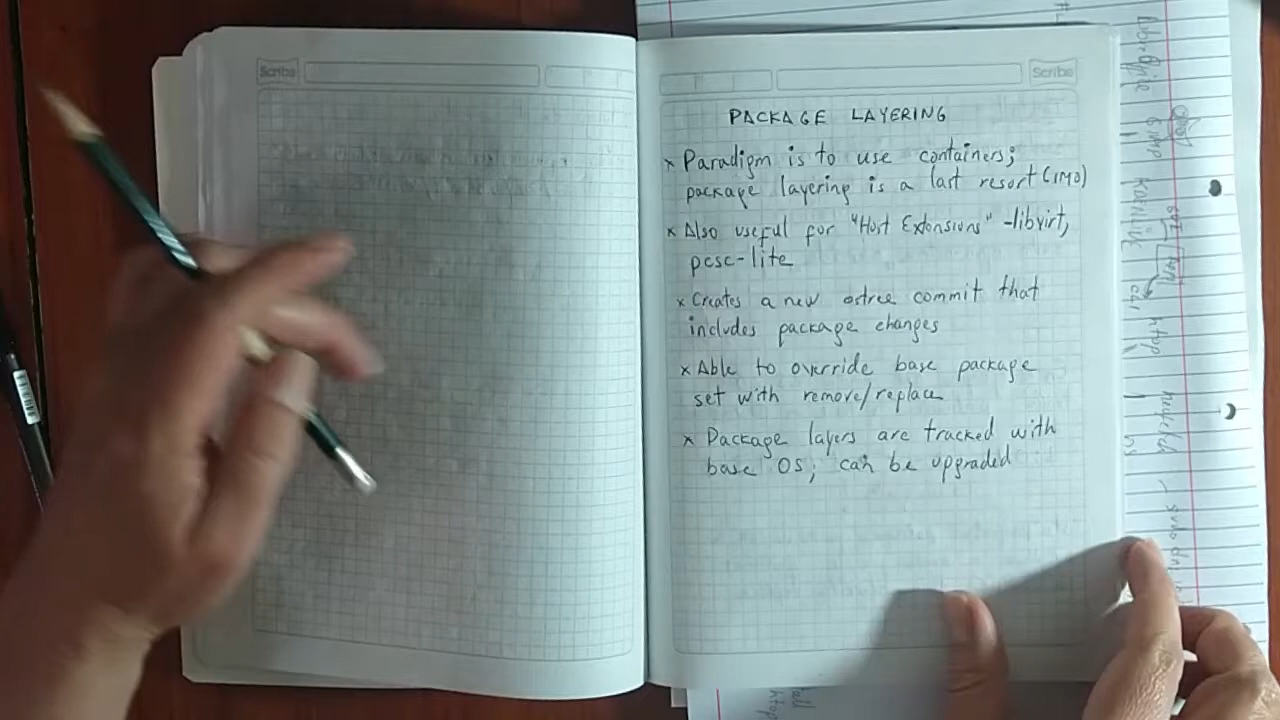 Scribe
Scribe
PACKAGE LAYERING
x Paradigm is to use containers;
package layering is a last resort (IMO)
x Also useful for "Host Extensions" -libvirt,
pcsc-lite
x Creates a new ostree commit that
includes package changes
x Able to override base package
set with remove/replace
x Package layers are tracked with
base OS; can be upgraded
htop
htop